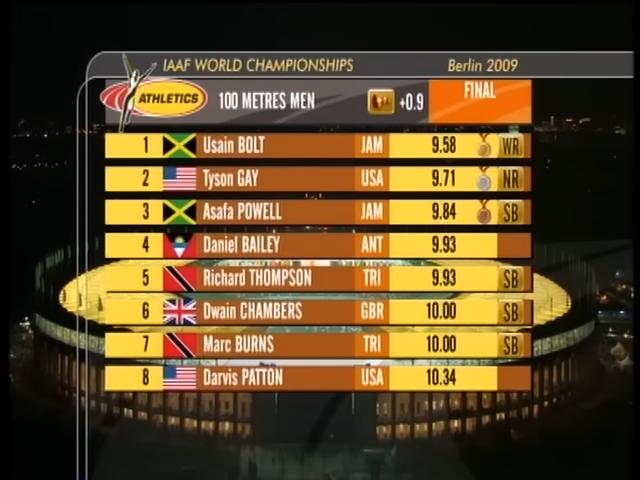 IAAF WORLD CHAMPIONSHIPS Berlin 2009
ATHLETICS 100 METRES MEN +0.9 FINAL
1 Usain BOLT JAM 9.58 WR
2 Tyson GAY USA 9.71 NR
3 Asafa POWELL JAM 9.84 SB
4 Daniel BAILEY ANT 9.93
5 Richard THOMPSON TRI 9.93 SB
6 Dwain CHAMBERS GBR 10.00 SB
7 Marc BURNS TRI 10.00 SB
8 Darvis PATTON USA 10.34